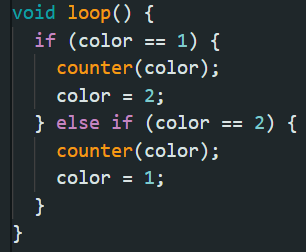 void loop() {
  if (color == 1) {
    counter(color);
    color = 2;
  } else if (color == 2) {
    counter(color);
    color = 1;
  }
}